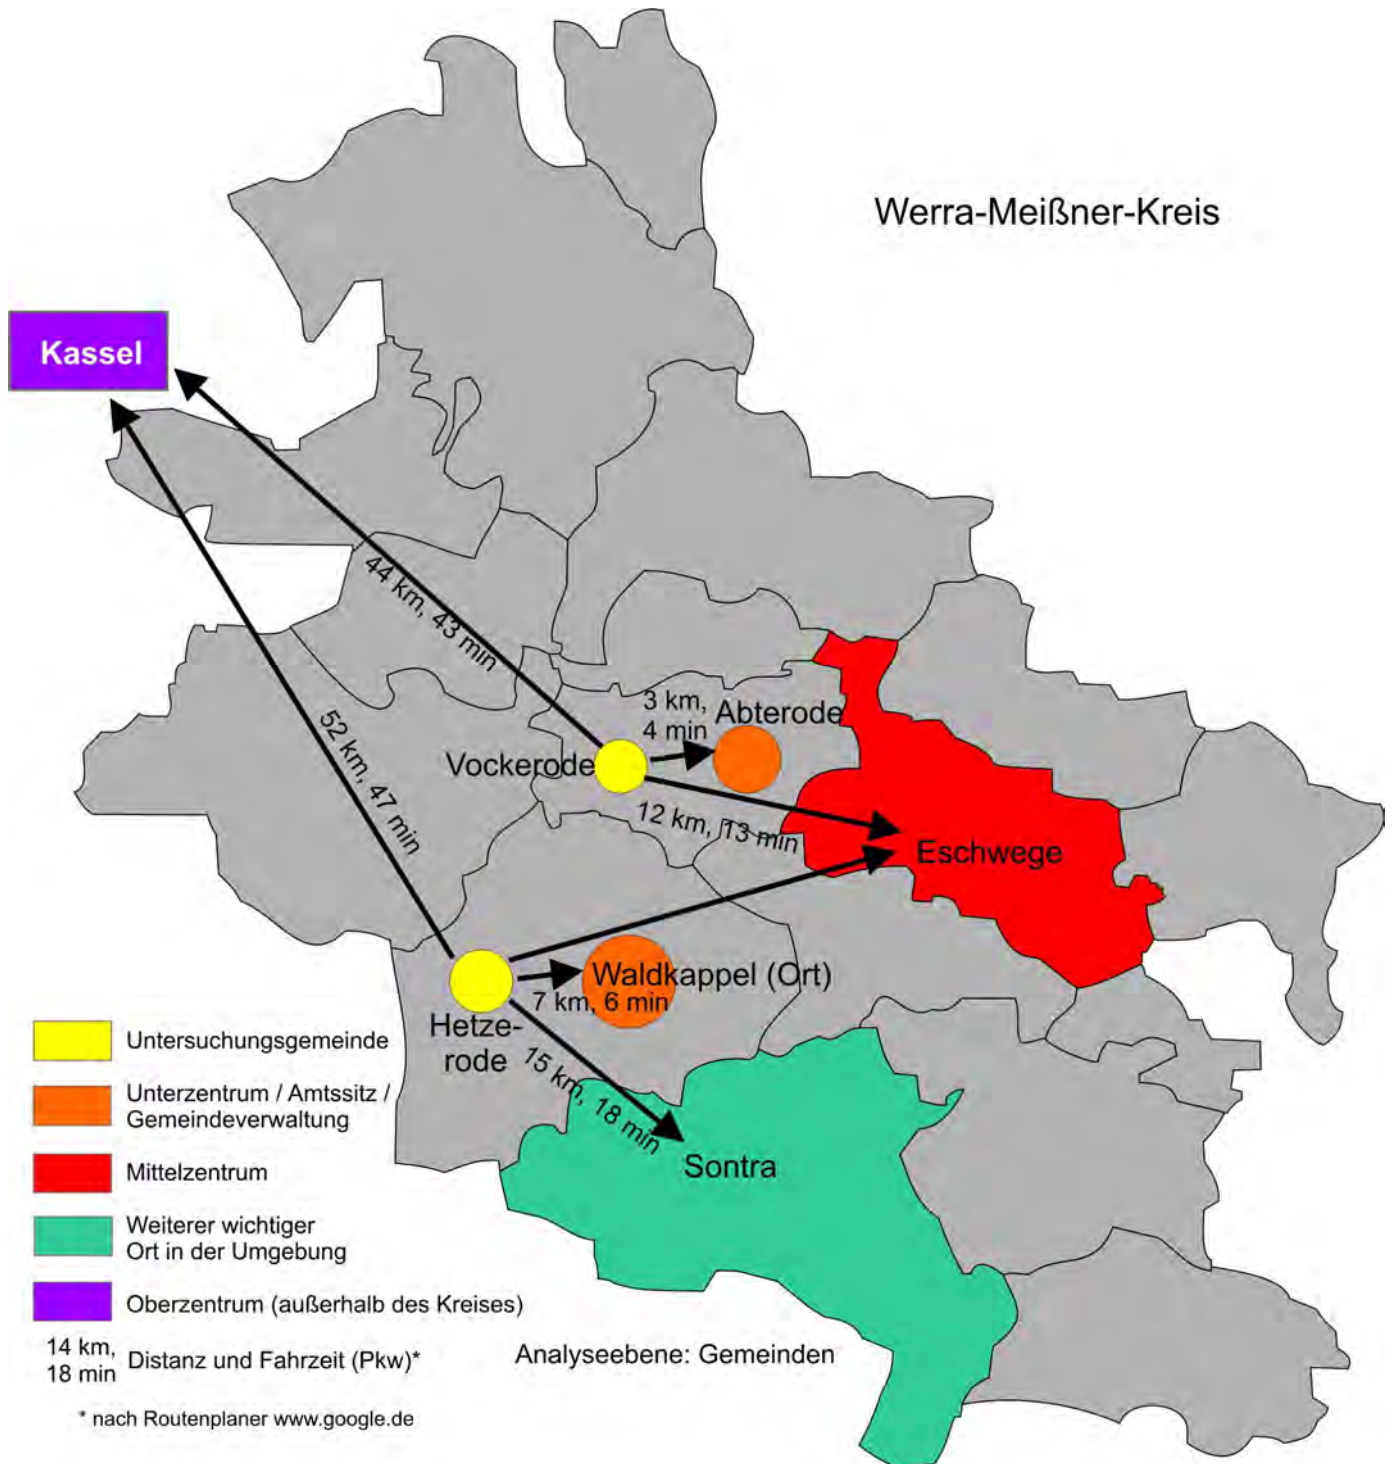 Werra-Meißner-Kreis
Kassel
44 km, 43 min
52 km, 47 min
3 km,
4 min
Abterode
Vockerode
12 km, 13 min
Eschwege
Waldkappel (Ort)
7 km, 6 min
Hetze-
rode
15 km, 18 min
Sontra
Untersuchungsgemeinde
Unterzentrum / Amtssitz /
Gemeindeverwaltung
Mittelzentrum
Weiterer wichtiger
Ort in der Umgebung
Oberzentrum (außerhalb des Kreises)
14 km,
18 min
Distanz und Fahrzeit (Pkw)*
Analyseebene: Gemeinden
* nach Routenplaner www.google.de